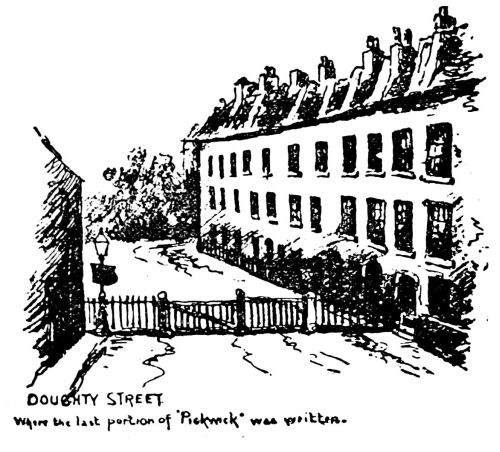 DOUGHTY STREET
Where the last portion of "Pickwick" was written.